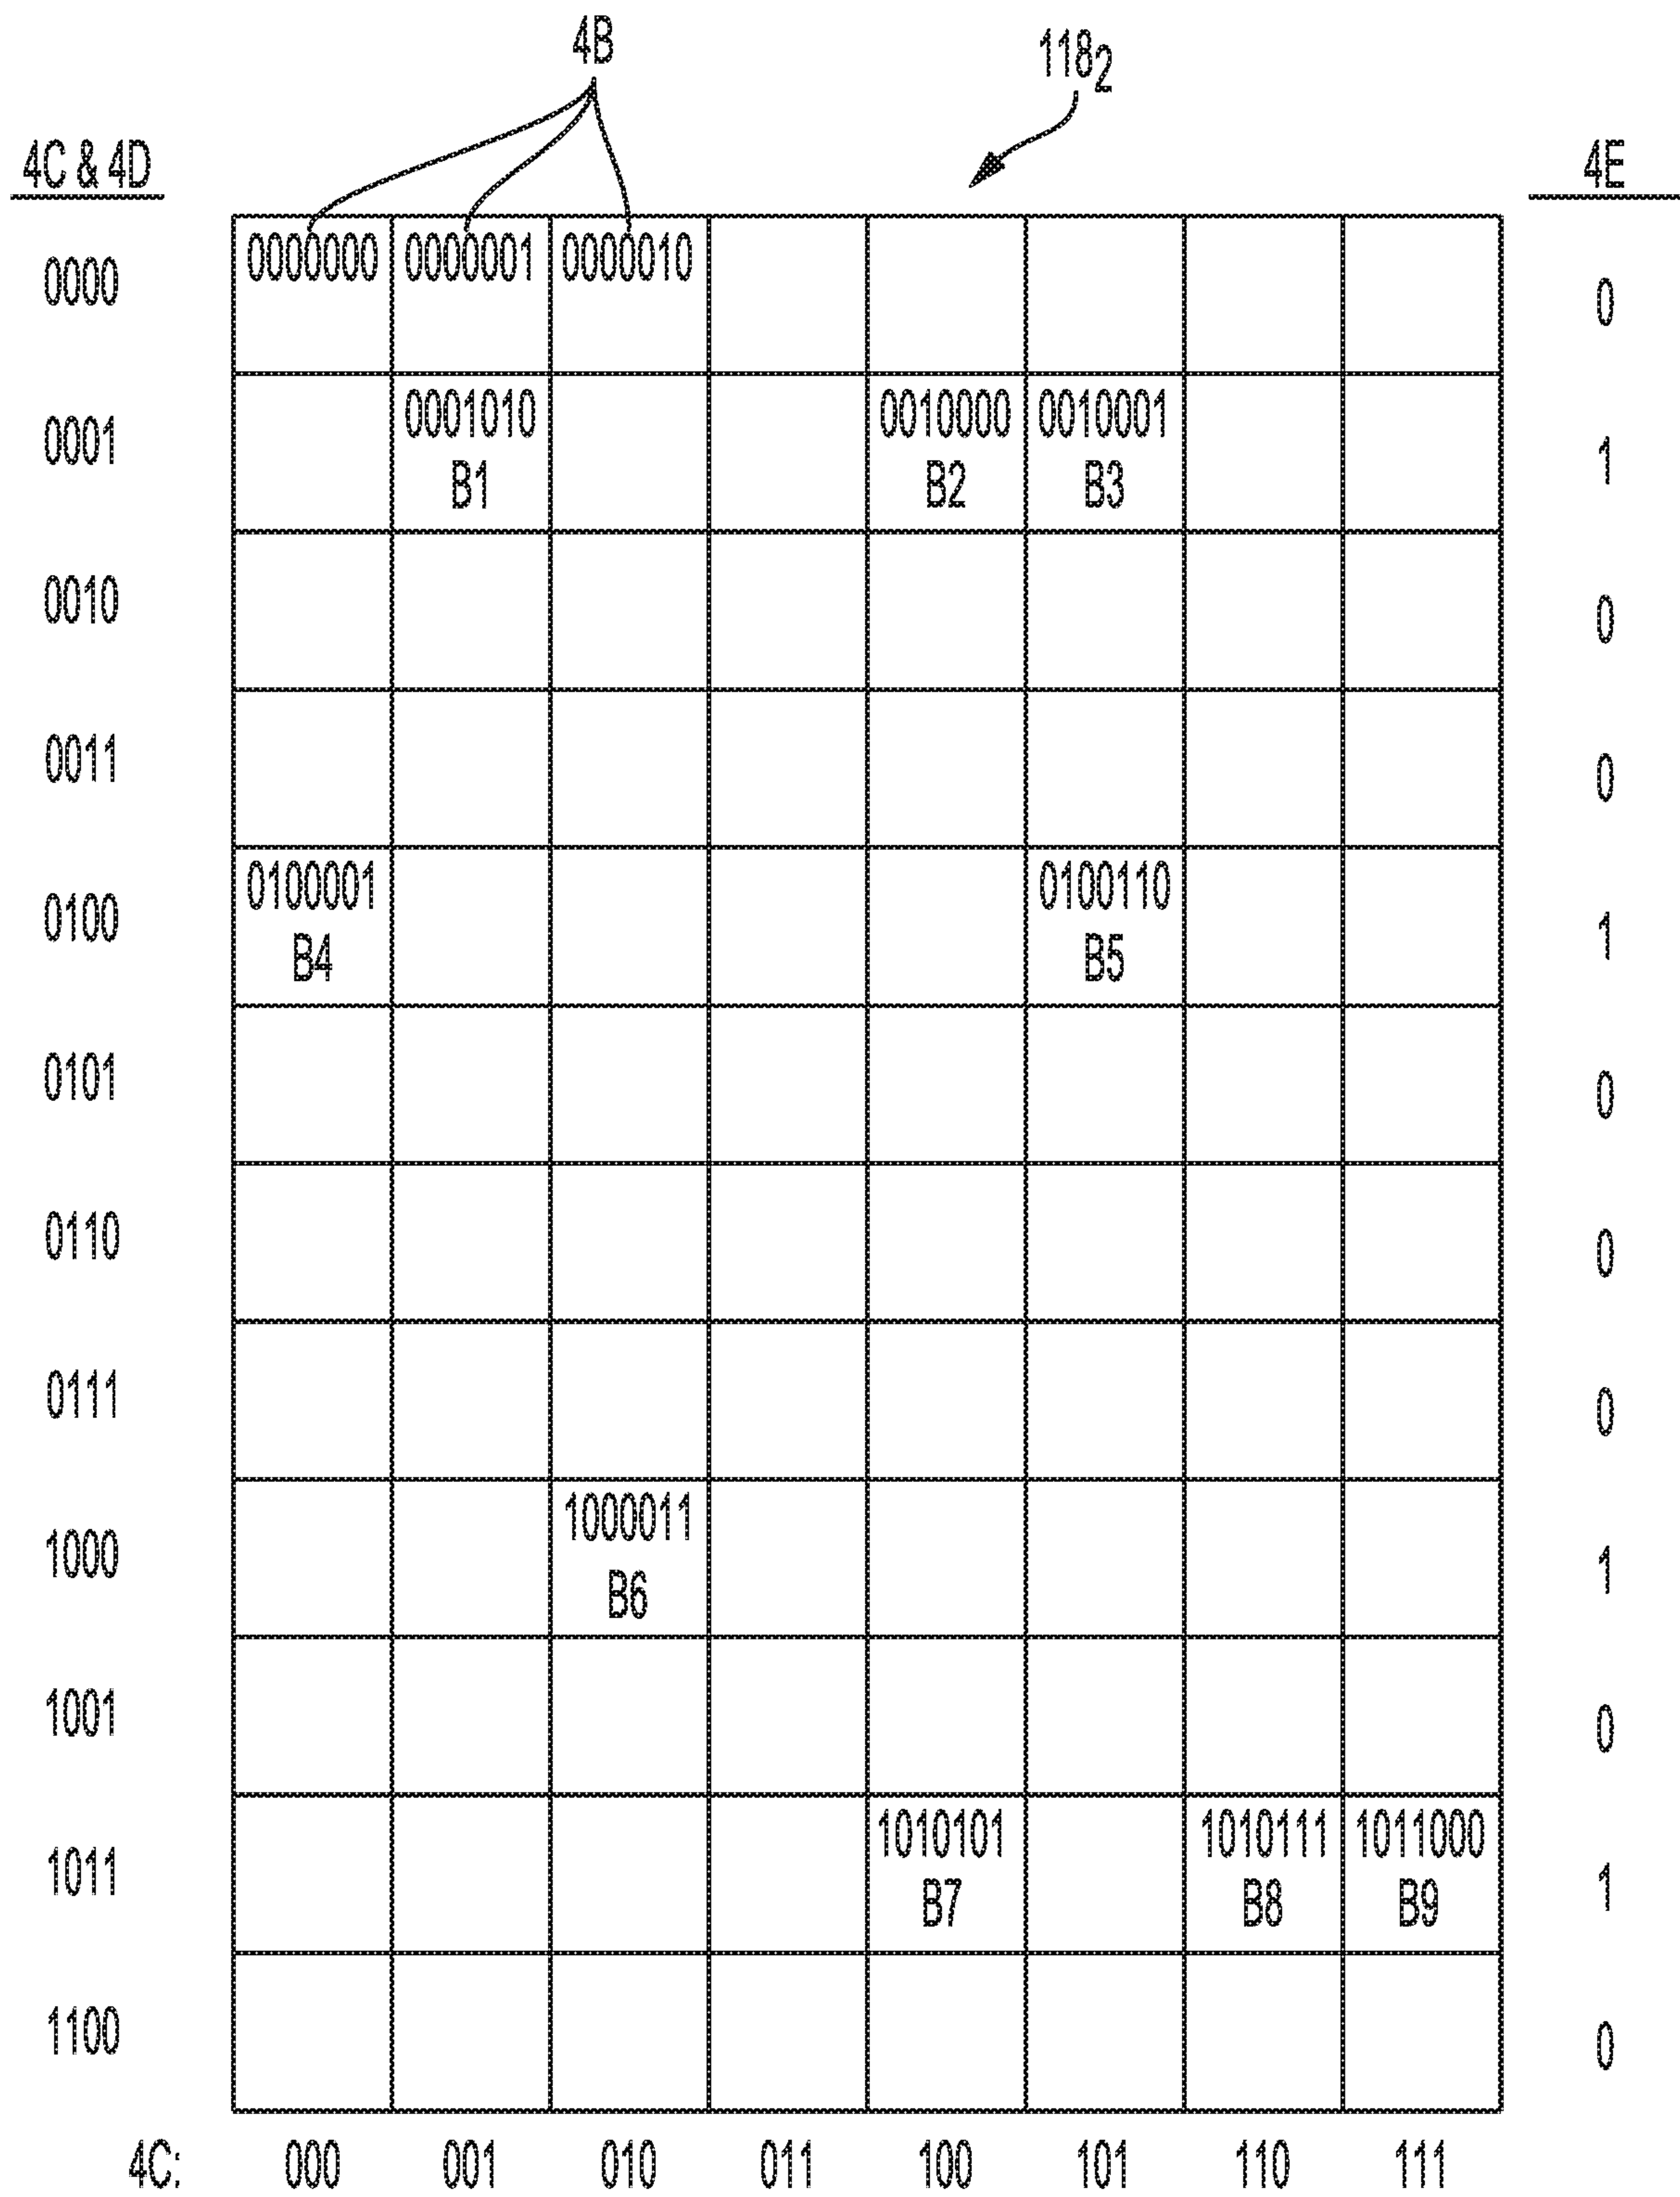 4B
118₂
4C & 4D
4E
0000 0000000 0000001 0000010 0
0001 0001010 0010000 0010001 1
B1 B2 B3
0010 0
0011 0
0100 0100001 0100110 1
B4 B5
0101 0
0110 0
0111 0
1000 1000011 1
B6
1001 0
1011 1010101 1010111 1011000 1
B7 B8 B9
1100 0
4C: 000 001 010 011 100 101 110 111